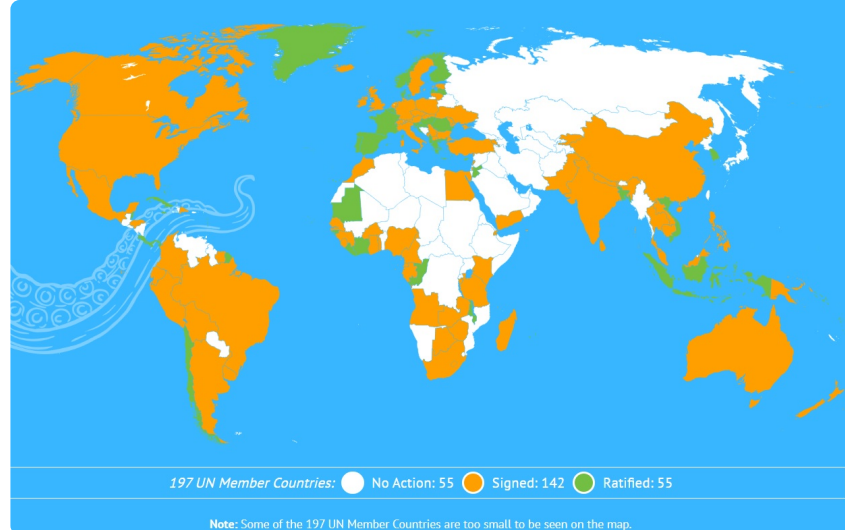 197 UN Member Countries: No Action: 55 Signed: 142 Ratified: 55
Note: Some of the 197 UN Member Countries are too small to be seen on the map.